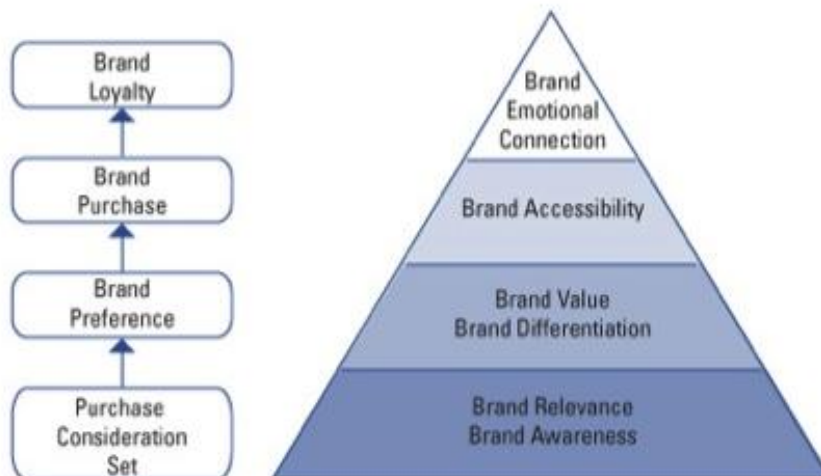 Brand
Loyalty
Brand
Purchase
Brand
Preference
Purchase
Consideration
Set
Brand
Emotional
Connection
Brand Accessibility
Brand Value
Brand Differentiation
Brand Relevance
Brand Awareness